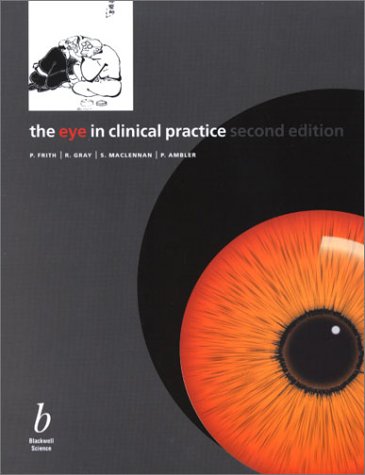 the eye in clinical practice second edition
P. FRITH | R. GRAY | S. MACLENNAN | P. AMBLER
b
Blackwell
Science